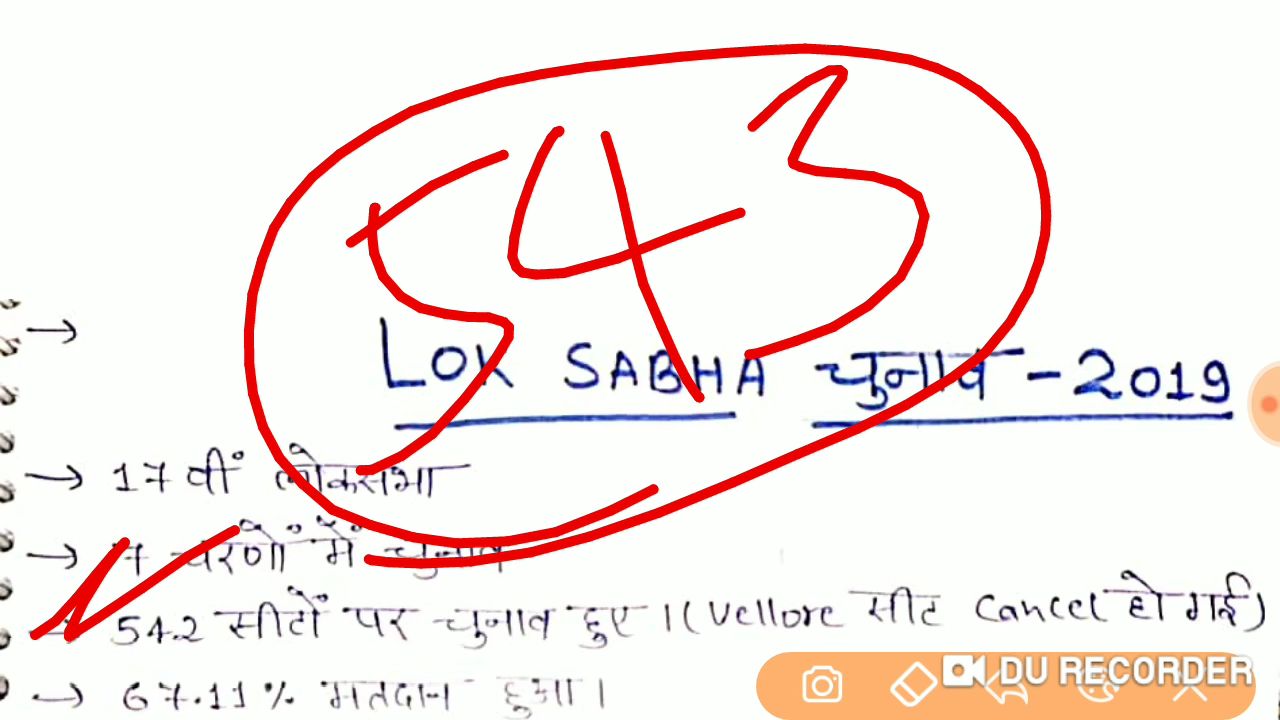 543
→ LOK SABHA चुनाव - 2019
→ 17 वीं लोकसभा
→ 7 चरणों में चुनाव
→ 542 सीटों पर चुनाव हुए । (Vellore सीट Cancel हो गई)
→ 67.11% मतदान हुआ ।
DU RECORDER